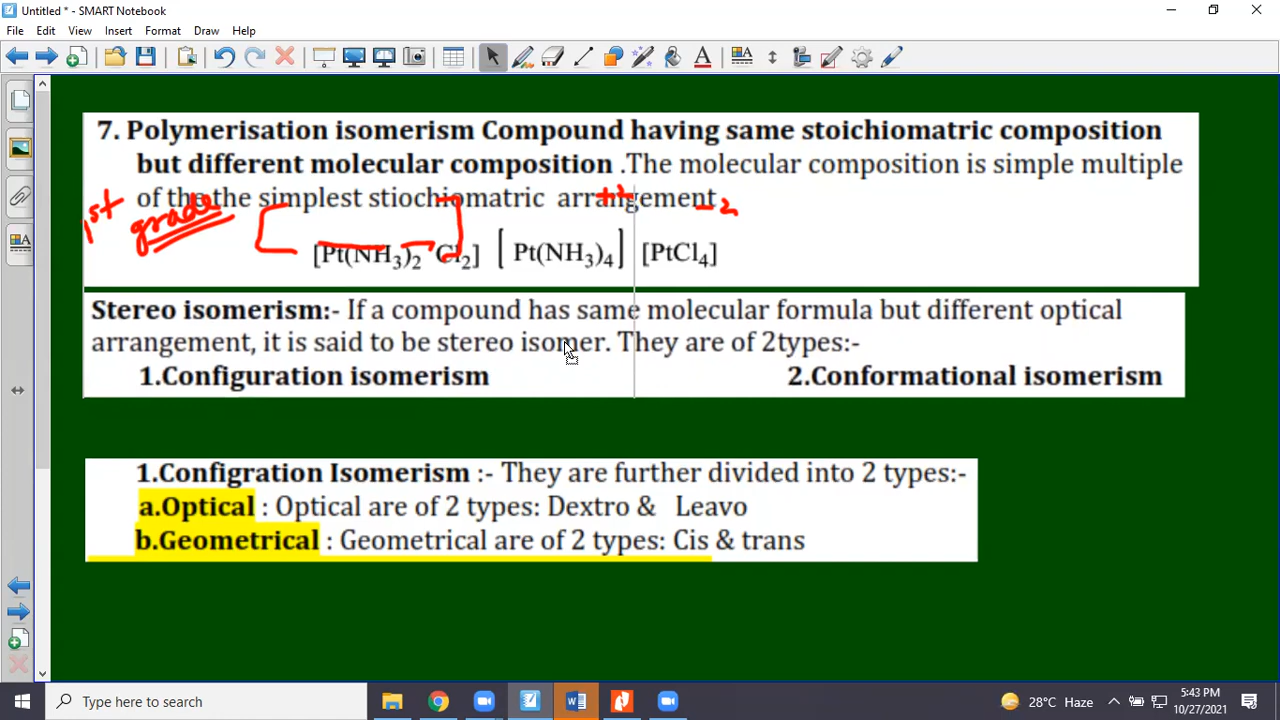 Untitled * - SMART Notebook
File Edit View Insert Format Draw Help
7. Polymerisation isomerism Compound having same stoichiomatric composition
but different molecular composition .The molecular composition is simple multiple
of the the simplest stiochiomatric arrangement
1st grade
+2
-2
[Pt(NH₃)₂ Cl₂] [ Pt(NH₃)₄] [PtCl₄]
Stereo isomerism:- If a compound has same molecular formula but different optical
arrangement, it is said to be stereo isomer. They are of 2types:-
1.Configuration isomerism 2.Conformational isomerism
1.Configration Isomerism :- They are further divided into 2 types:-
a.Optical : Optical are of 2 types: Dextro & Leavo
b.Geometrical : Geometrical are of 2 types: Cis & trans
Type here to search
28°C Haze
5:43 PM
10/27/2021